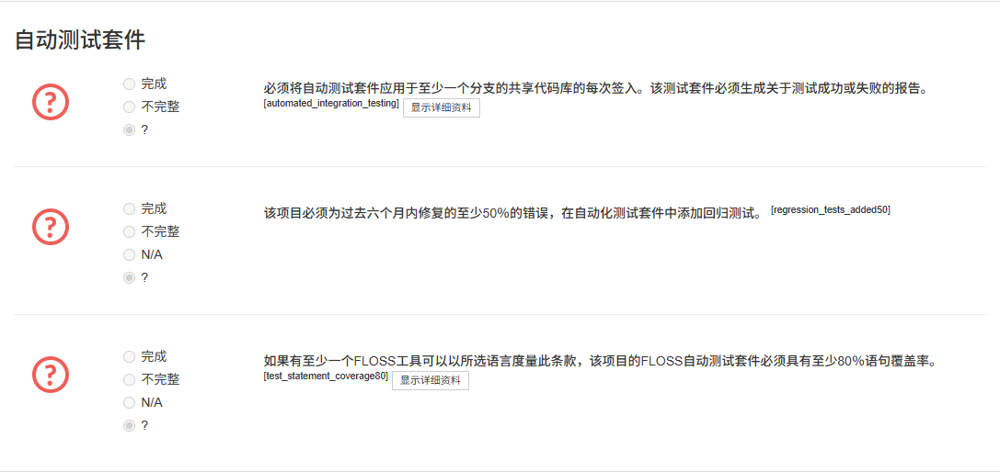 自动测试套件
完成
不完整
?
必须将自动测试套件应用于至少一个分支的共享代码库的每次签入。该测试套件必须生成关于测试成功或失败的报告。
[automated_integration_testing] 显示详细资料
完成
不完整
N/A
?
该项目必须为过去六个月内修复的至少50％的错误，在自动化测试套件中添加回归测试。 [regression_tests_added50]
完成
不完整
N/A
?
如果有至少一个FLOSS工具可以以所选语言度量此条款，该项目的FLOSS自动测试套件必须具有至少80％语句覆盖率。
[test_statement_coverage80] 显示详细资料